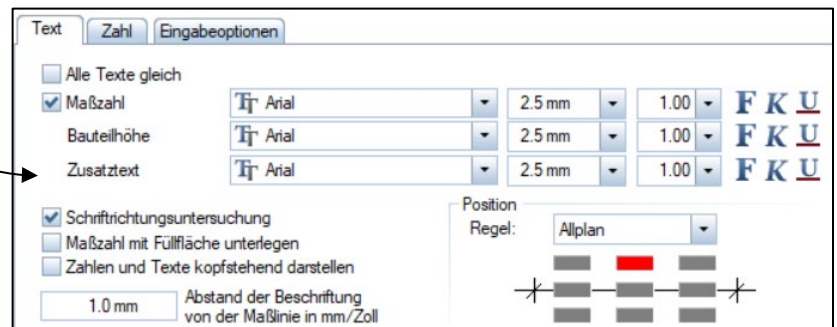 Text Zahl Eingabeoptionen
Alle Texte gleich
Maßzahl Arial 2.5 mm 1.00 F K U
Bauteilhöhe Arial 2.5 mm 1.00 F K U
Zusatztext Arial 2.5 mm 1.00 F K U
Schriftrichtungsuntersuchung
Maßzahl mit Füllfläche unterlegen
Zahlen und Texte kopfstehend darstellen
1.0 mm Abstand der Beschriftung
von der Maßlinie in mm/Zoll
Position
Regel: Allplan